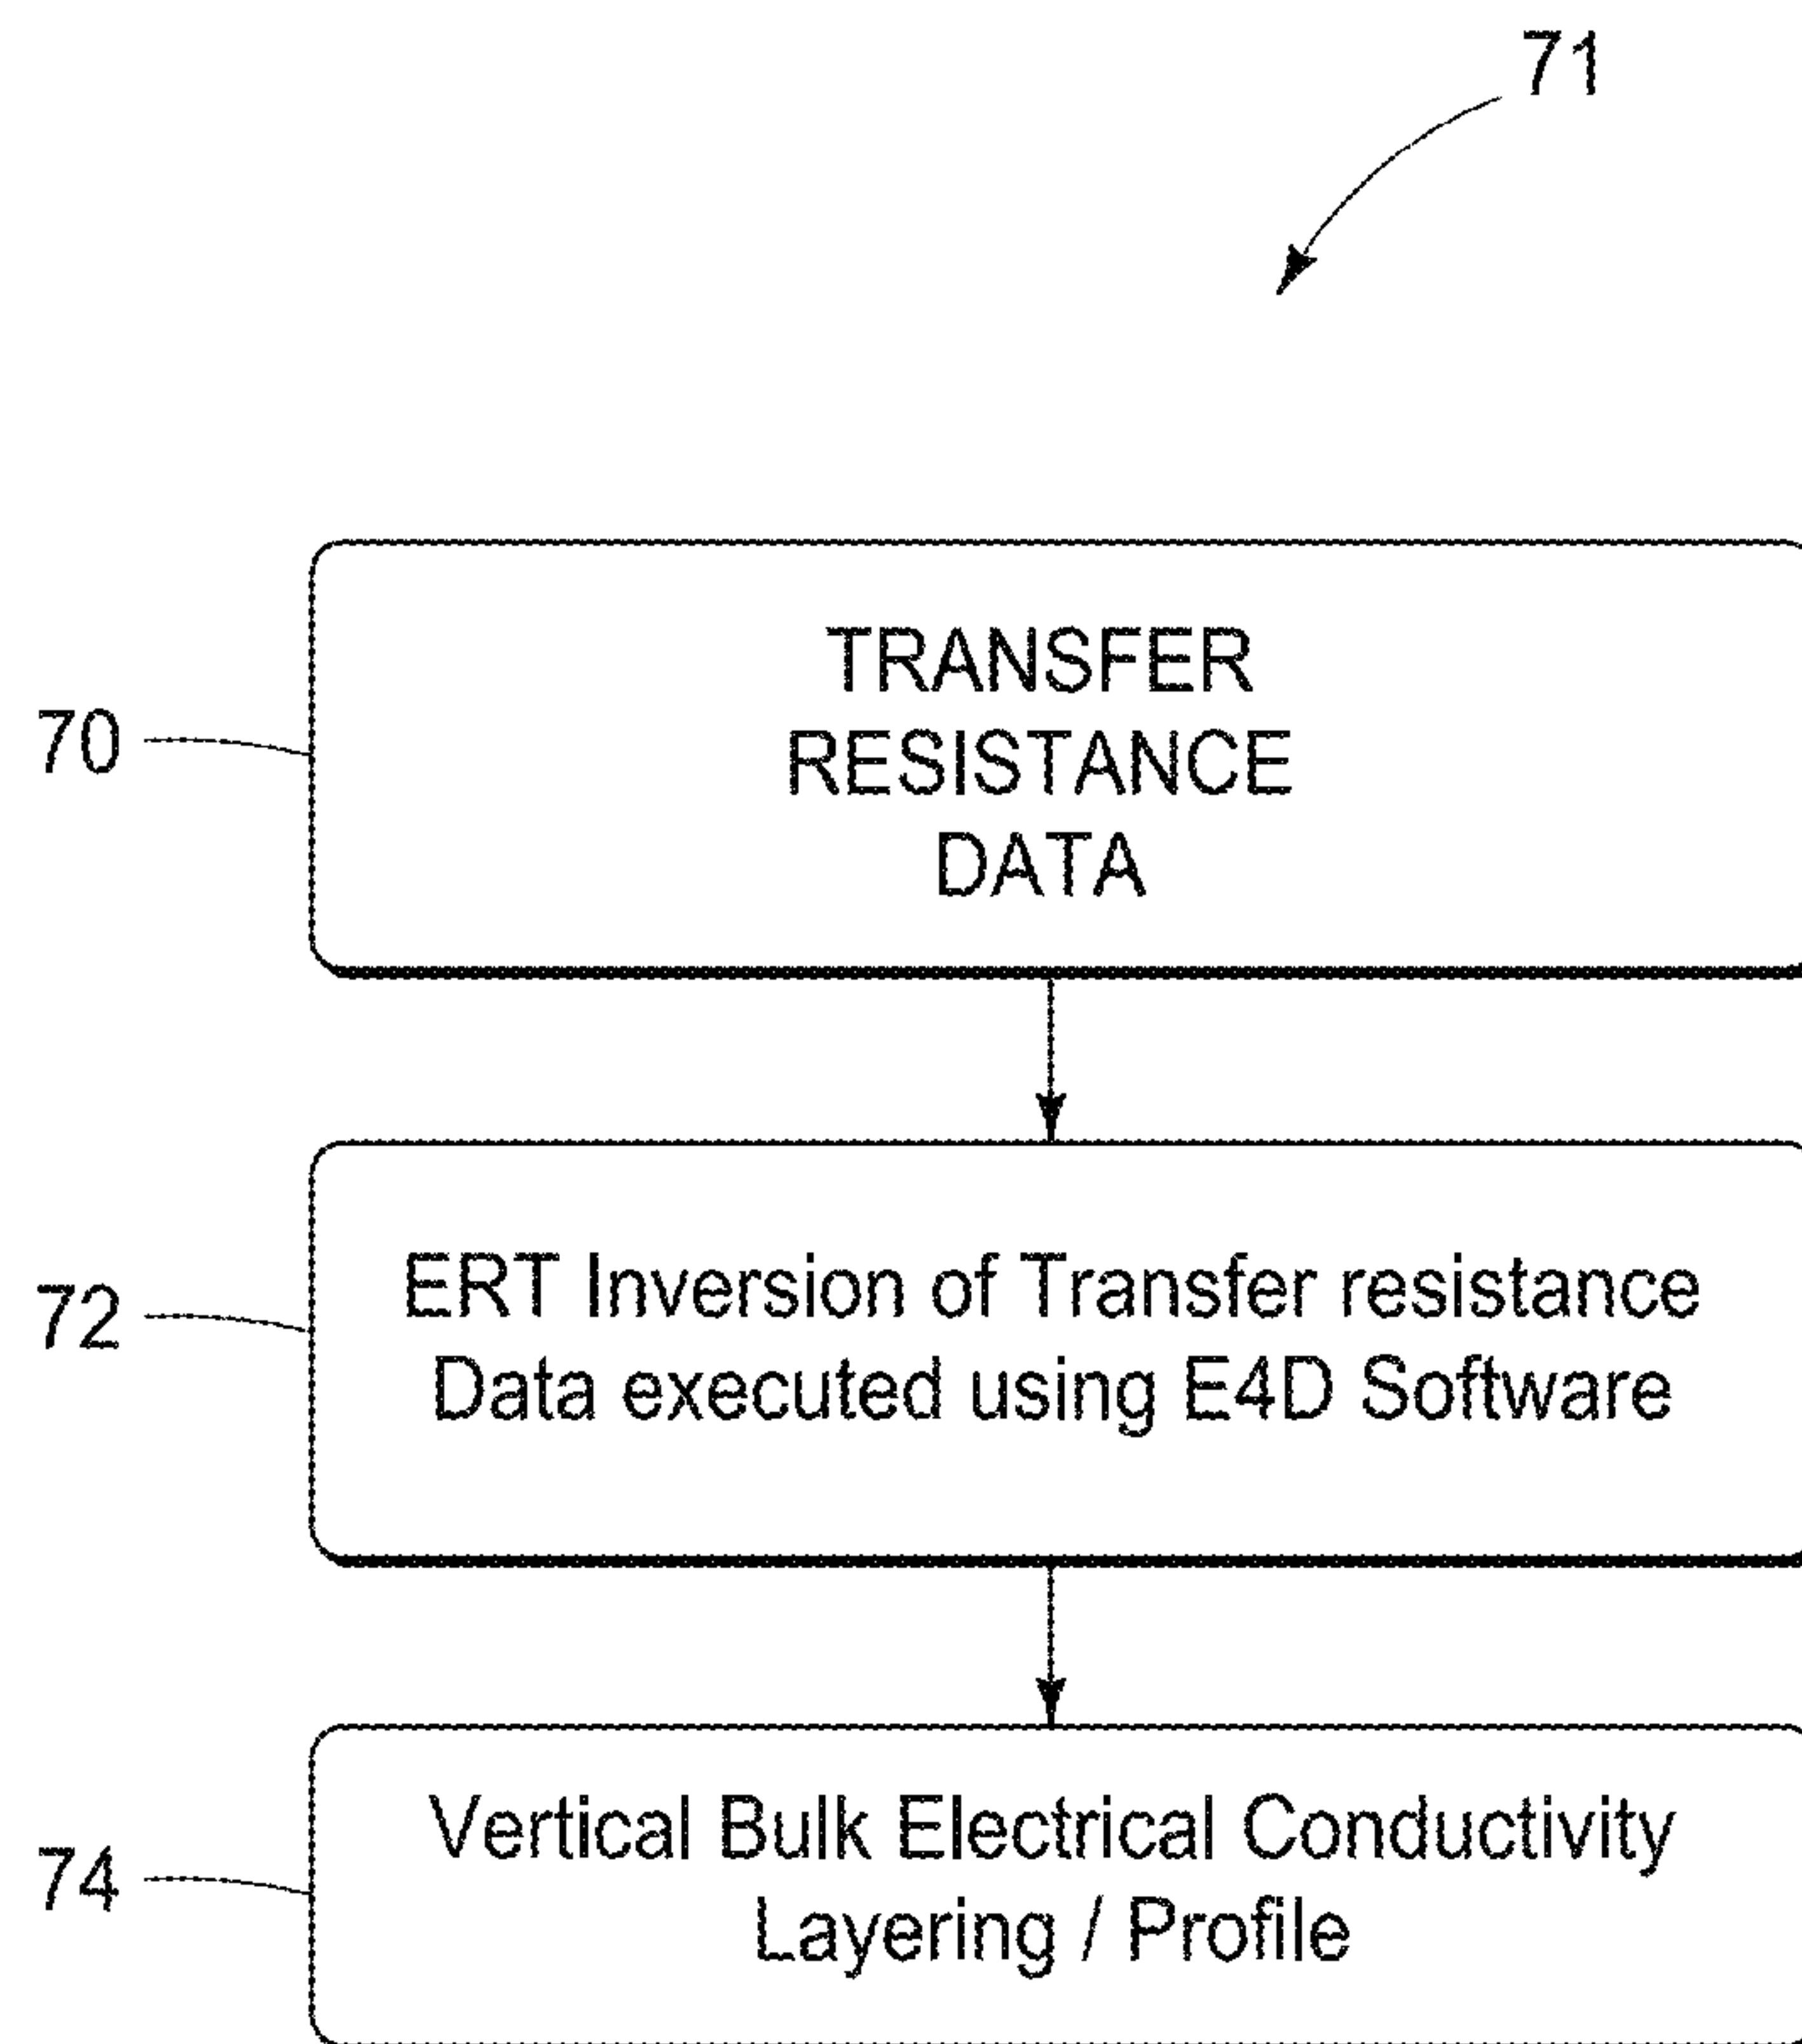 71
70
TRANSFER
RESISTANCE
DATA
72
ERT Inversion of Transfer resistance
Data executed using E4D Software
74
Vertical Bulk Electrical Conductivity
Layering / Profile